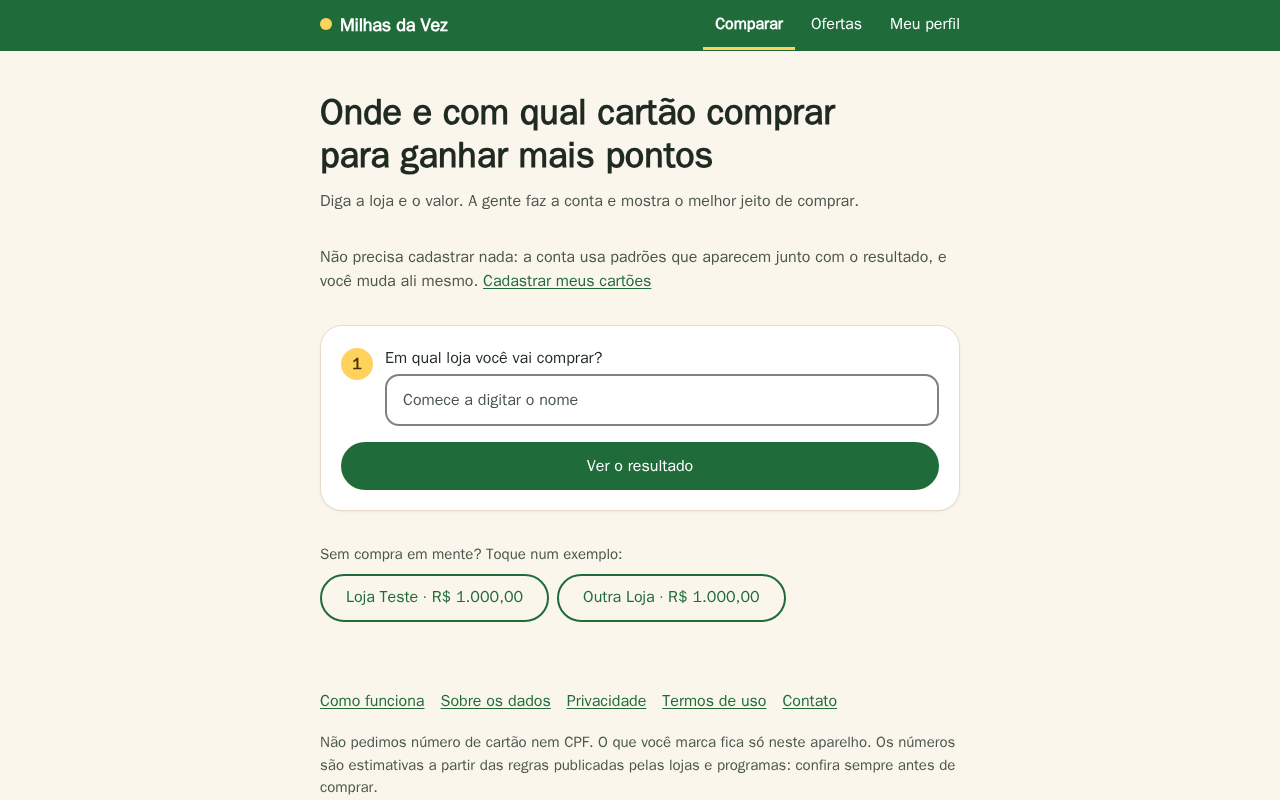 Milhas da Vez
Comparar
Ofertas
Meu perfil
Onde e com qual cartão comprar
para ganhar mais pontos
Diga a loja e o valor. A gente faz a conta e mostra o melhor jeito de comprar.
Não precisa cadastrar nada: a conta usa padrões que aparecem junto com o resultado, e
você muda ali mesmo. Cadastrar meus cartões
1
Em qual loja você vai comprar?
Comece a digitar o nome
Ver o resultado
Sem compra em mente? Toque num exemplo:
Loja Teste · R$ 1.000,00
Outra Loja · R$ 1.000,00
Como funciona
Sobre os dados
Privacidade
Termos de uso
Contato
Não pedimos número de cartão nem CPF. O que você marca fica só neste aparelho. Os números
são estimativas a partir das regras publicadas pelas lojas e programas: confira sempre antes de
comprar.